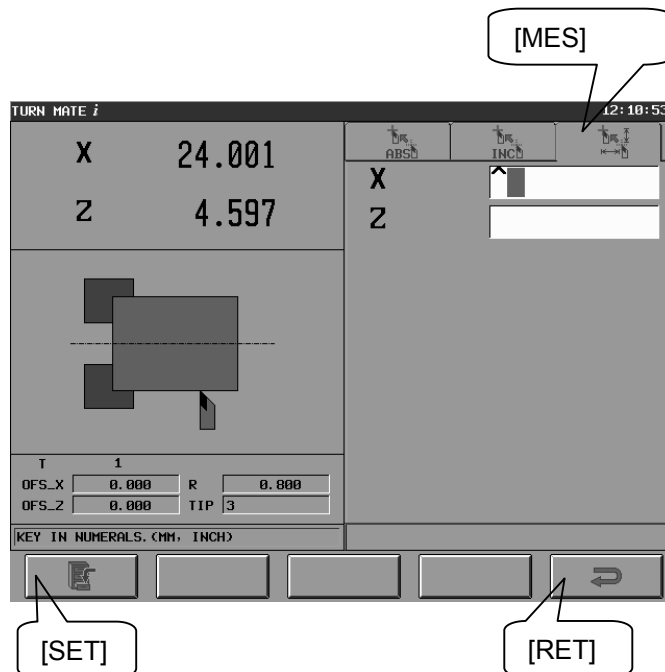 [MES]
TURN MATE i 12:10:53
X 24.001
Z 4.597
ABS INC
X ^
Z
T 1
OFS_X 0.000 R 0.800
OFS_Z 0.000 TIP 3
KEY IN NUMERALS.(MM, INCH)
[SET] [RET]